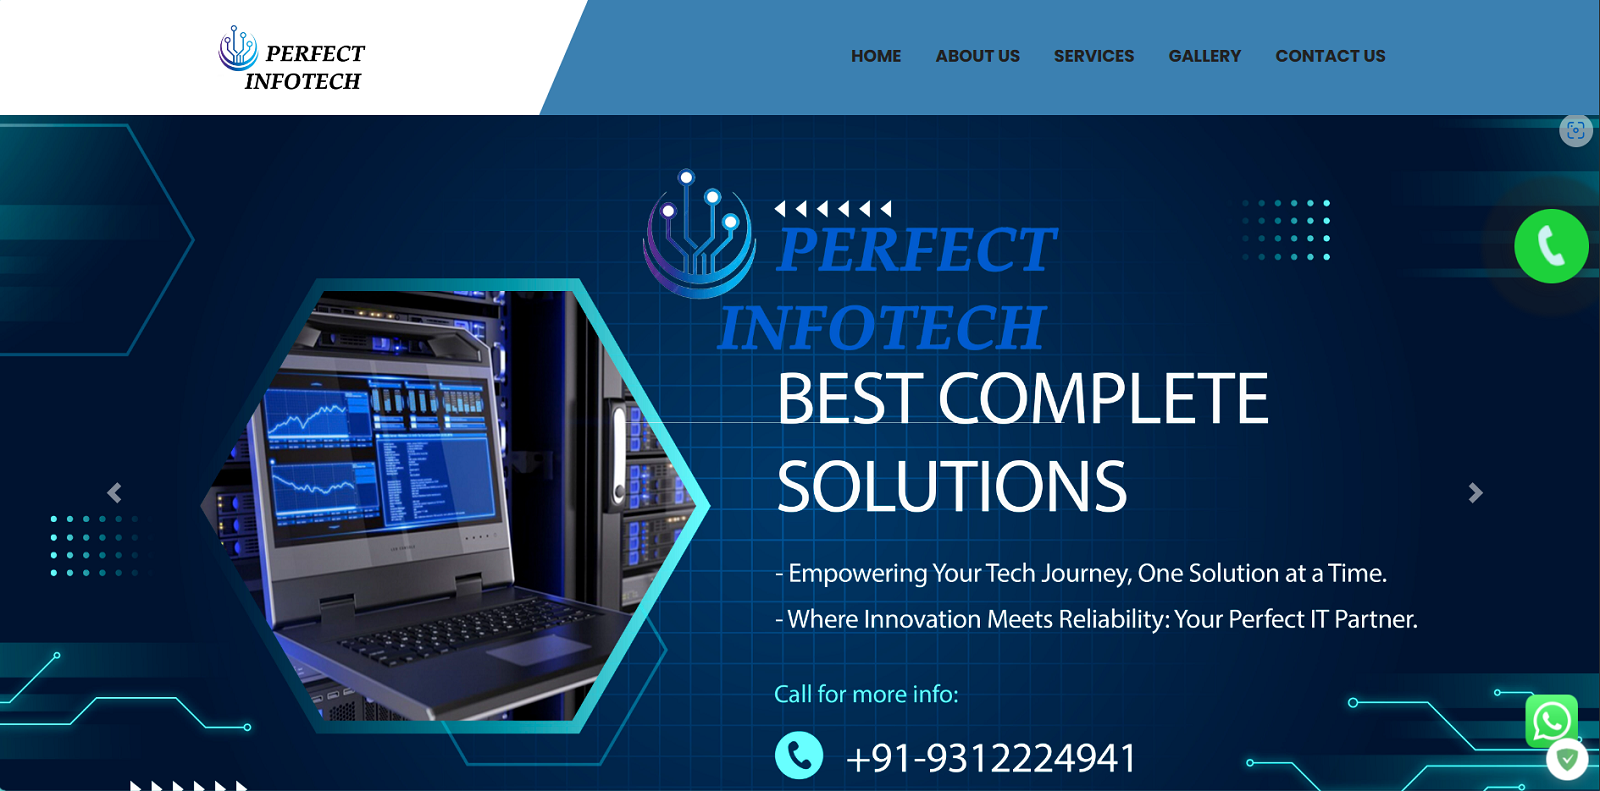 PERFECT
INFOTECH
HOME ABOUT US SERVICES GALLERY CONTACT US
PERFECT
INFOTECH
BEST COMPLETE
SOLUTIONS
- Empowering Your Tech Journey, One Solution at a Time.
- Where Innovation Meets Reliability: Your Perfect IT Partner.
Call for more info:
+91-9312224941